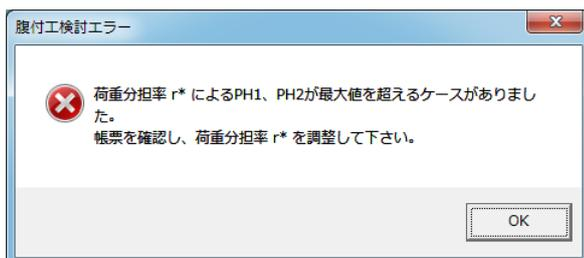 腹付工検討エラー
荷重分担率 r* によるPH1、PH2が最大値を超えるケースがありまし
た。
帳票を確認し、荷重分担率 r* を調整して下さい。
OK